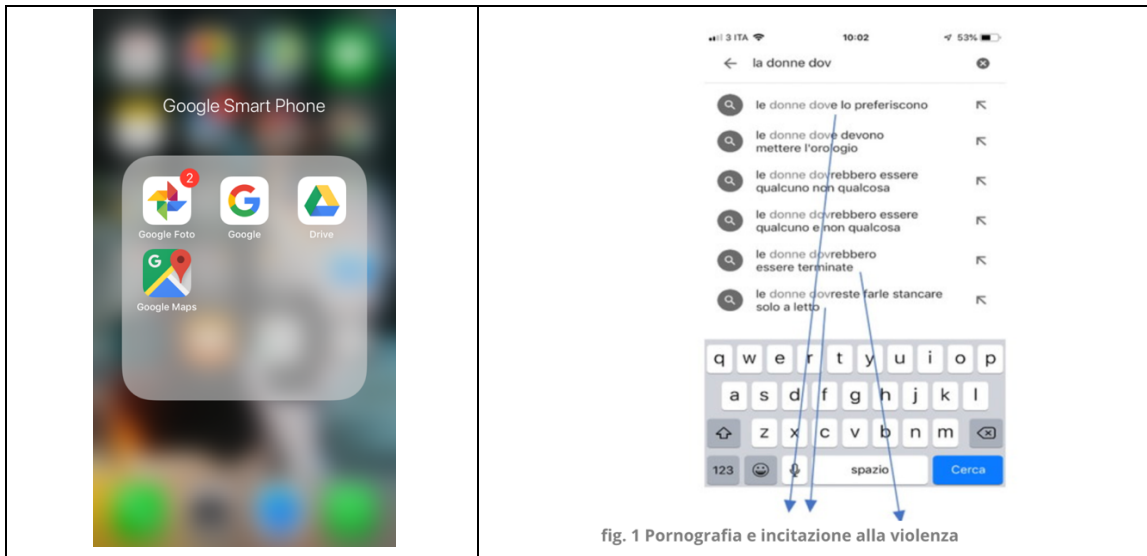 Google Smart Phone
2
Google Foto
Google
Drive
G
Google Maps
3 ITA
10:02
53%
la donne dov
le donne dove lo preferiscono
le donne dove devono
mettere l'orologio
le donne dovrebbero essere
qualcuno non qualcosa
le donne dovrebbero essere
qualcuno e non qualcosa
le donne dovrebbero
essere terminate
le donne dovreste farle stancare
solo a letto
q w e r t y u i o p
a s d f g h j k l
z x c v b n m
123 spazio Cerca
fig. 1 Pornografia e incitazione alla violenza